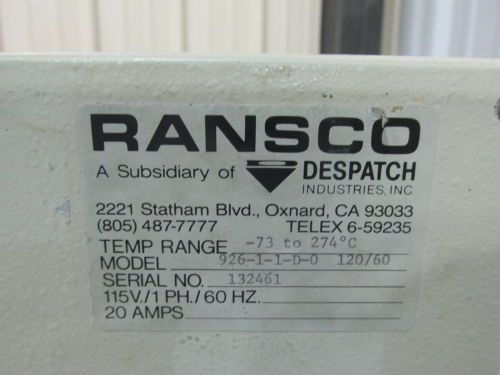 RANSCO
A Subsidiary of DESPATCH
INDUSTRIES, INC.
2221 Statham Blvd., Oxnard, CA 93033
(805) 487-7777 TELEX 6-59235
TEMP RANGE -73 to 274°C
MODEL 926-1-1-D-0 120/60
SERIAL NO. 132461
115V./1 PH./60 HZ.
20 AMPS